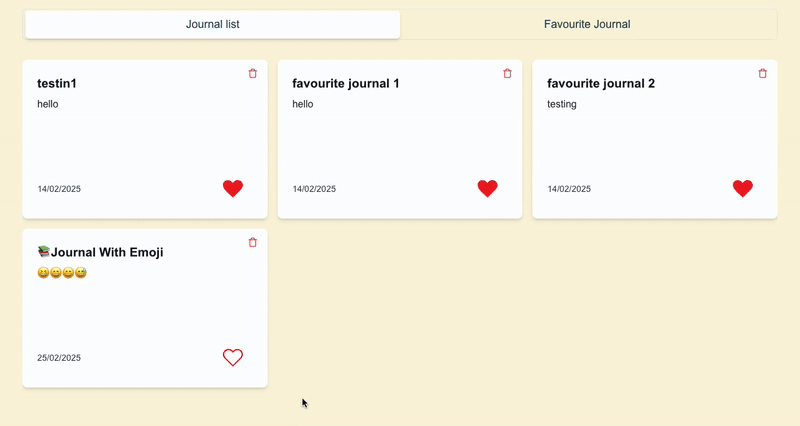 Journal list
Favourite Journal
testin1
hello
14/02/2025
favourite journal 1
hello
14/02/2025
favourite journal 2
testing
14/02/2025
📚Journal With Emoji
😄😄😄😅
25/02/2025